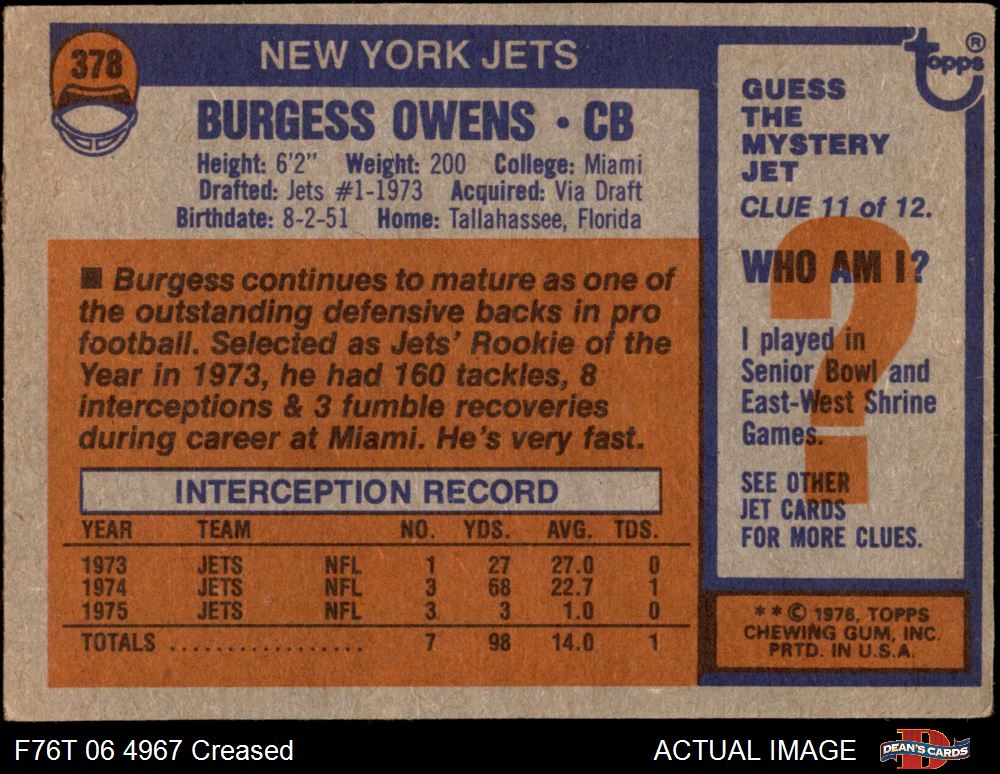 378
NEW YORK JETS
BURGESS OWENS • CB
Height: 6'2" Weight: 200 College: Miami
Drafted: Jets #1-1973 Acquired: Via Draft
Birthdate: 8-2-51 Home: Tallahassee, Florida
■ Burgess continues to mature as one of
the outstanding defensive backs in pro
football. Selected as Jets' Rookie of the
Year in 1973, he had 160 tackles, 8
interceptions & 3 fumble recoveries
during career at Miami. He's very fast.
INTERCEPTION RECORD
YEAR TEAM NO. YDS. AVG. TDS.
1973 JETS NFL 1 27 27.0 0
1974 JETS NFL 3 68 22.7 1
1975 JETS NFL 3 3 1.0 0
TOTALS .................. 7 98 14.0 1
topps®
GUESS
THE
MYSTERY
JET
CLUE 11 of 12.
WHO AM I?
I played in
Senior Bowl and
East-West Shrine
Games.
SEE OTHER
JET CARDS
FOR MORE CLUES.
** © 1976, TOPPS
CHEWING GUM, INC.
PRTD. IN U.S.A.
F76T 06 4967 Creased
ACTUAL IMAGE
DEAN'S CARDS